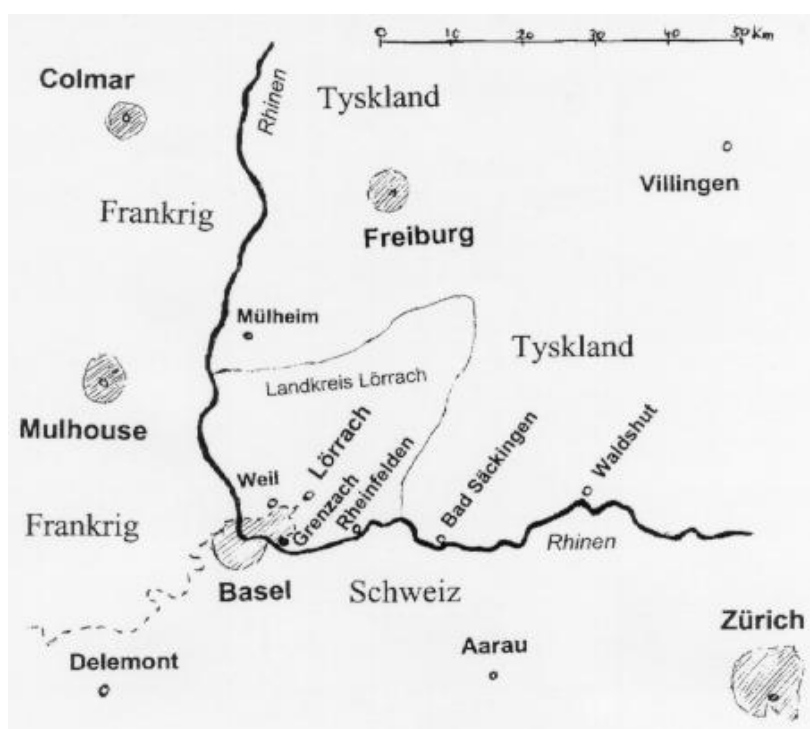 0 10 20 30 40 50 km
Colmar
Rhinen
Tyskland
Villingen
Frankrig
Freiburg
Mülheim
Tyskland
Landkreis Lörrach
Mulhouse
Weil
Lörrach
Grenzach
Rheinfelden
Bad Säckingen
Waldshut
Frankrig
Rhinen
Basel
Schweiz
Zürich
Aarau
Delemont